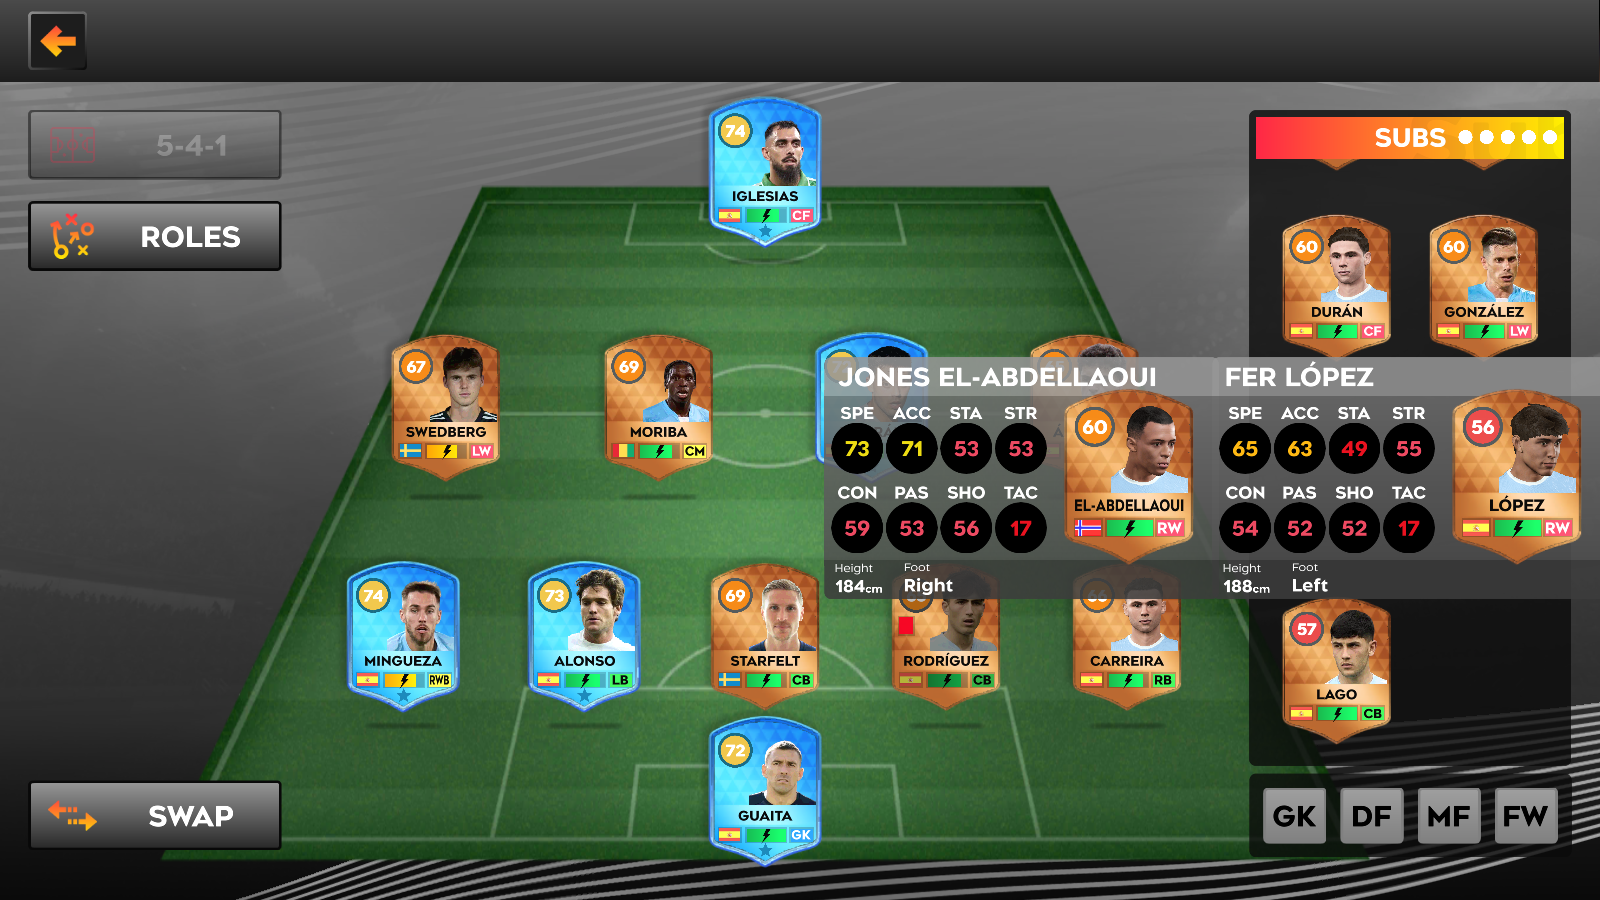 5-4-1
ROLES
SUBS
74
IGLESIAS
CF
60
DURÁN
CF
60
GONZÁLEZ
LW
67
SWEDBERG
LW
69
MORIBA
CM
JONES EL-ABDELLAOUI
SPE ACC STA STR
73 71 53 53
CON PAS SHO TAC
59 53 56 17
Height Foot
184cm Right
60
EL-ABDELLAOUI
RW
FER LÓPEZ
SPE ACC STA STR
65 63 49 55
CON PAS SHO TAC
54 52 52 17
Height Foot
188cm Left
56
LÓPEZ
RW
74
MINGUEZA
RWB
73
ALONSO
LB
69
STARFELT
CB
RODRÍGUEZ
CB
CARREIRA
RB
57
LAGO
CB
72
GUAITA
GK
SWAP
GK DF MF FW